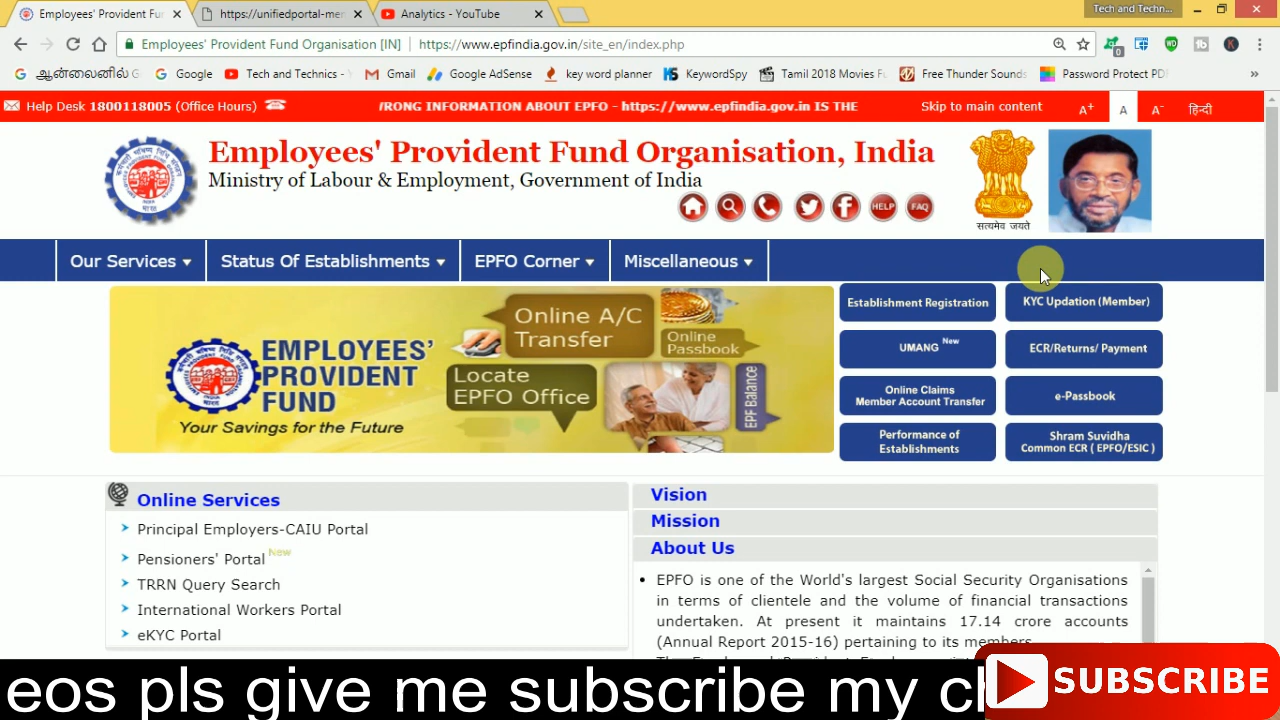 Employees' Provident Fu
https://unifiedportal-mem
Analytics - YouTube
Tech and Techn...
Employees' Provident Fund Organisation [IN]
https://www.epfindia.gov.in/site_en/index.php
ஆன்லைனில்
Google
Tech and Technics -
Gmail
Google AdSense
key word planner
KeywordSpy
Tamil 2018 Movies Fu
Free Thunder Sounds
Password Protect PDF
Help Desk 1800118005 (Office Hours)
RONG INFORMATION ABOUT EPFO - https://www.epfindia.gov.in IS THE
Skip to main content
A+
A
A-
हिन्दी
Employees' Provident Fund Organisation, India
Ministry of Labour & Employment, Government of India
HELP
FAQ
सत्यमेव जयते
Our Services
Status Of Establishments
EPFO Corner
Miscellaneous
EMPLOYEES'
PROVIDENT
FUND
Your Savings for the Future
Online A/C
Transfer
Online
Passbook
Locate
EPFO Office
EPF Balance
Establishment Registration
KYC Updation (Member)
UMANG New
ECR/Returns/ Payment
Online Claims
Member Account Transfer
e-Passbook
Performance of
Establishments
Shram Suvidha
Common ECR ( EPFO/ESIC )
Online Services
Principal Employers-CAIU Portal
Pensioners' Portal New
TRRN Query Search
International Workers Portal
eKYC Portal
Vision
Mission
About Us
EPFO is one of the World's largest Social Security Organisations
in terms of clientele and the volume of financial transactions
undertaken. At present it maintains 17.14 crore accounts
(Annual Report 2015-16) pertaining to its members.
eos pls give me subscribe my c
SUBSCRIBE